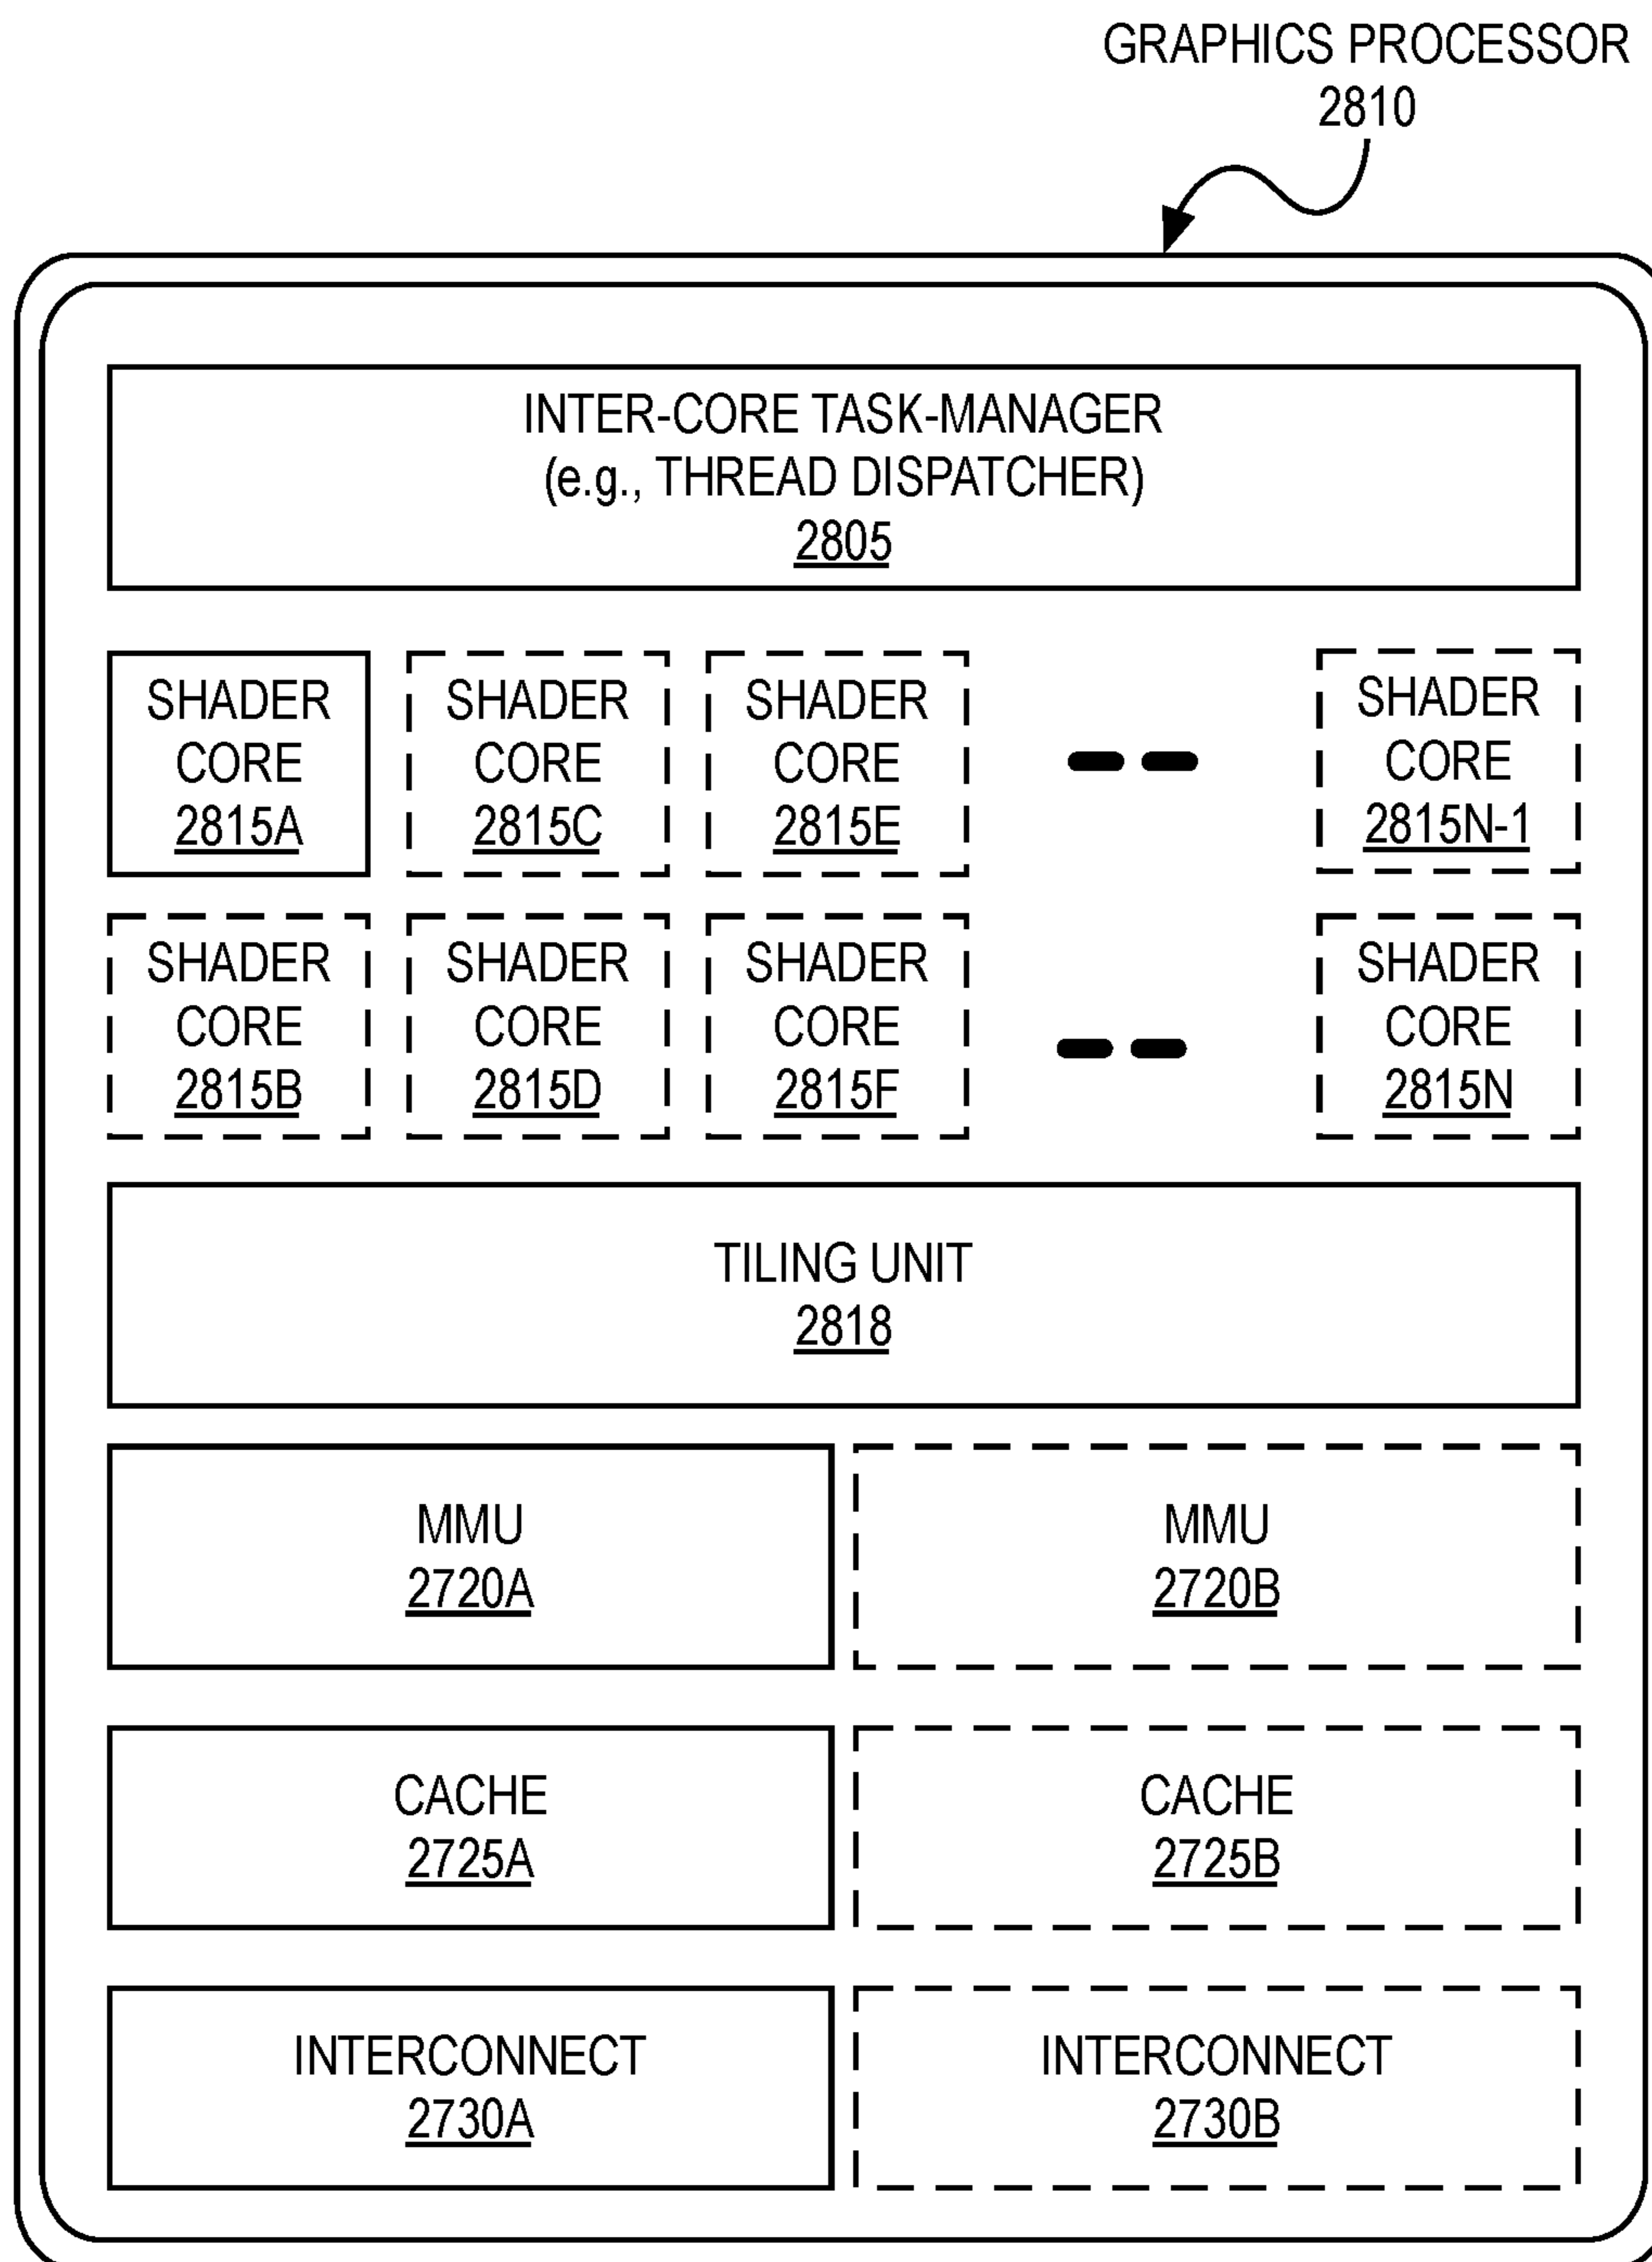 GRAPHICS PROCESSOR
2810
INTER-CORE TASK-MANAGER
(e.g., THREAD DISPATCHER)
2805
SHADER
CORE
2815A
SHADER
CORE
2815C
SHADER
CORE
2815E
SHADER
CORE
2815N-1
SHADER
CORE
2815B
SHADER
CORE
2815D
SHADER
CORE
2815F
SHADER
CORE
2815N
TILING UNIT
2818
MMU
2720A
MMU
2720B
CACHE
2725A
CACHE
2725B
INTERCONNECT
2730A
INTERCONNECT
2730B